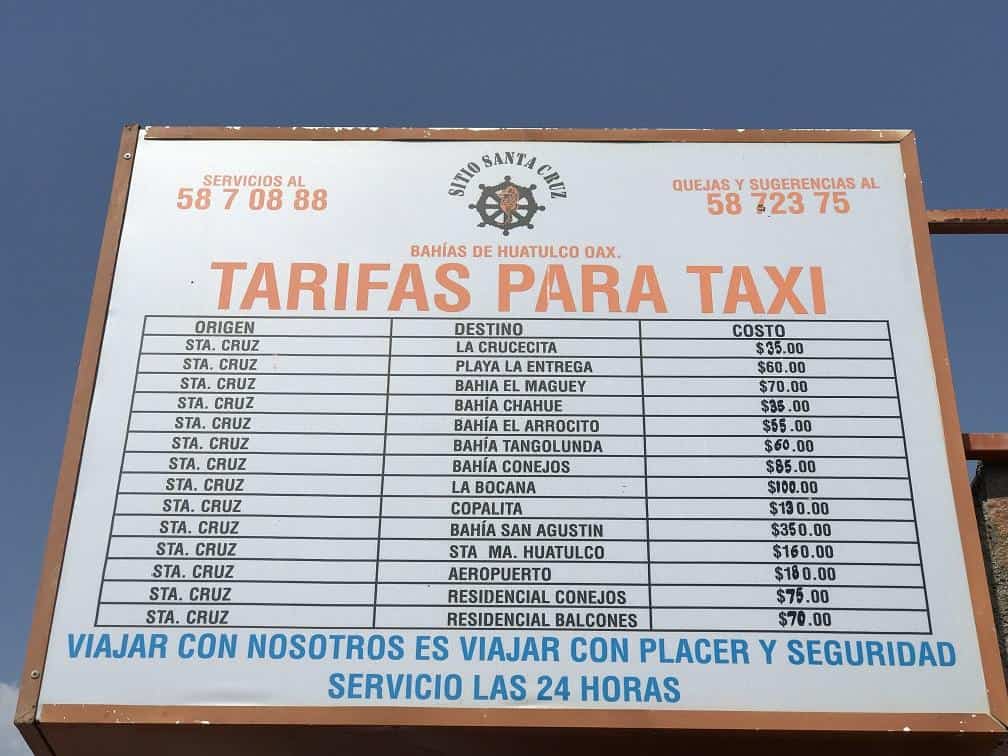 SITIO SANTA CRUZ
SERVICIOS AL
58 7 08 88
QUEJAS Y SUGERENCIAS AL
58 723 75
BAHÍAS DE HUATULCO OAX.
TARIFAS PARA TAXI
ORIGEN DESTINO COSTO
STA. CRUZ LA CRUCECITA $35.00
STA. CRUZ PLAYA LA ENTREGA $60.00
STA. CRUZ BAHIA EL MAGUEY $70.00
STA. CRUZ BAHÍA CHAHUE $35.00
STA. CRUZ BAHÍA EL ARROCITO $55.00
STA. CRUZ BAHÍA TANGOLUNDA $60.00
STA. CRUZ BAHÍA CONEJOS $85.00
STA. CRUZ LA BOCANA $100.00
STA. CRUZ COPALITA $130.00
STA. CRUZ BAHÍA SAN AGUSTIN $350.00
STA. CRUZ STA MA. HUATULCO $160.00
STA. CRUZ AEROPUERTO $180.00
STA. CRUZ RESIDENCIAL CONEJOS $75.00
STA. CRUZ RESIDENCIAL BALCONES $70.00
VIAJAR CON NOSOTROS ES VIAJAR CON PLACER Y SEGURIDAD
SERVICIO LAS 24 HORAS